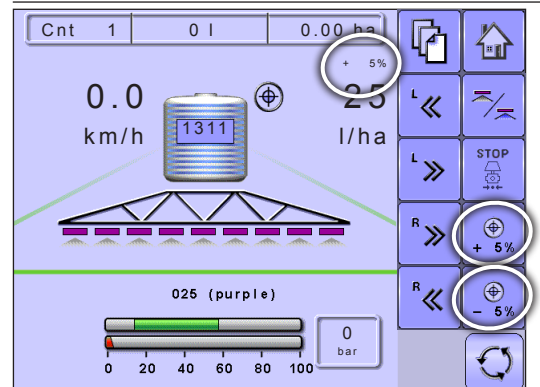 Cnt 1 0 l 0.00 ha
+ 5%
0.0 25
km/h 1311 l/ha
L
L
STOP
R
+ 5%
R
- 5%
025 (purple)
0
bar
0 20 40 60 80 100